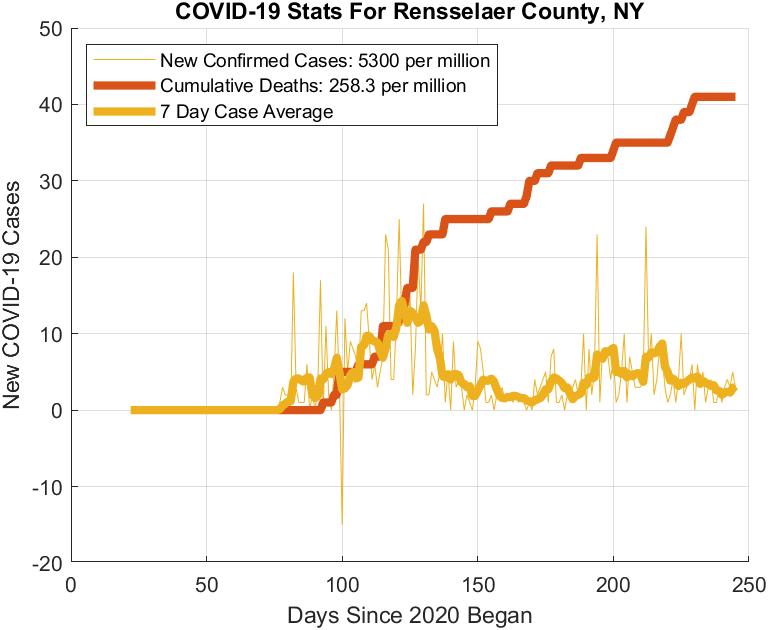 COVID-19 Stats For Rensselaer County, NY
New Confirmed Cases: 5300 per million
Cumulative Deaths: 258.3 per million
7 Day Case Average
New COVID-19 Cases
50
40
30
20
10
0
-10
-20
0 50 100 150 200 250
Days Since 2020 Began